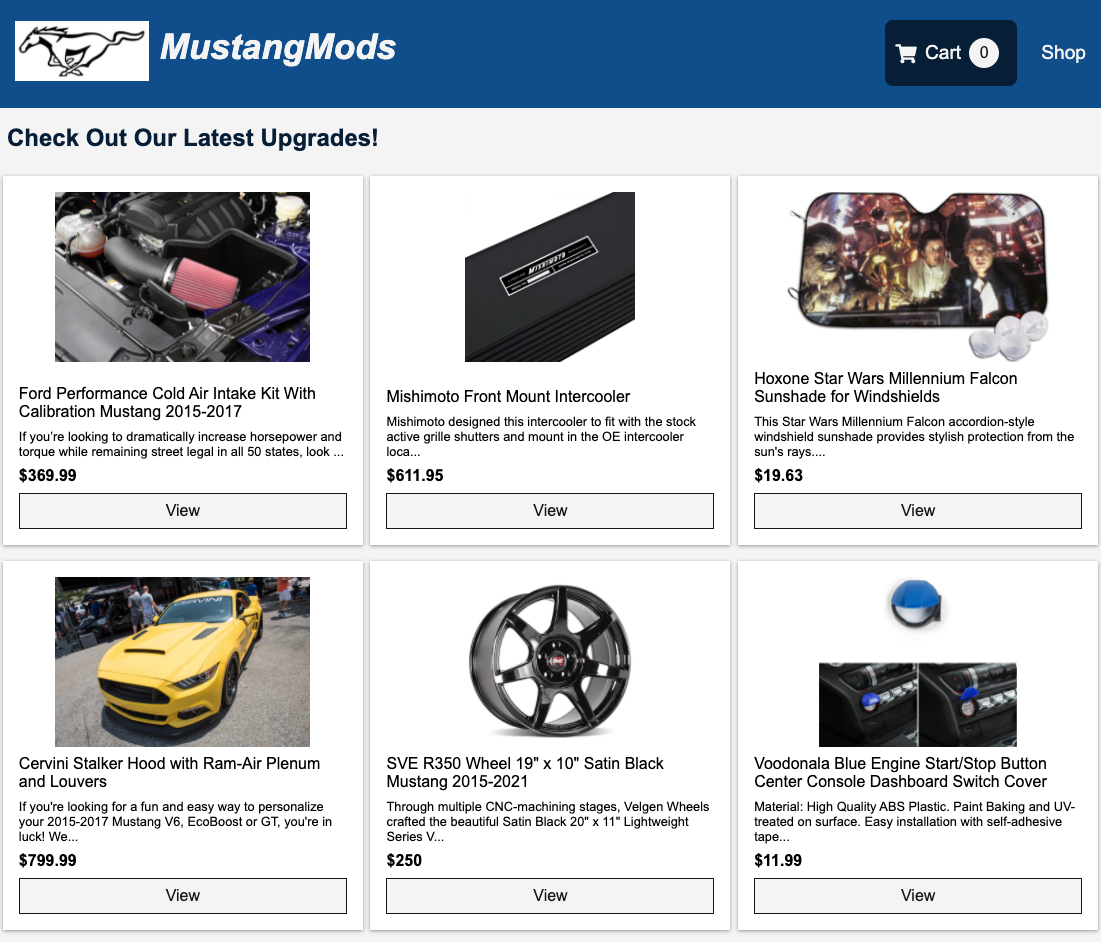 MustangMods
Cart 0
Shop
Check Out Our Latest Upgrades!
MISHIMOTO
Ford Performance Cold Air Intake Kit With
Calibration Mustang 2015-2017
If you're looking to dramatically increase horsepower and
torque while remaining street legal in all 50 states, look ...
$369.99
View
Mishimoto Front Mount Intercooler
Mishimoto designed this intercooler to fit with the stock
active grille shutters and mount in the OE intercooler
loca...
$611.95
View
Hoxone Star Wars Millennium Falcon
Sunshade for Windshields
This Star Wars Millennium Falcon accordion-style
windshield sunshade provides stylish protection from the
sun's rays....
$19.63
View
CERVINI
Cervini Stalker Hood with Ram-Air Plenum
and Louvers
If you're looking for a fun and easy way to personalize
your 2015-2017 Mustang V6, EcoBoost or GT, you're in
luck! We...
$799.99
View
SVE
SVE R350 Wheel 19" x 10" Satin Black
Mustang 2015-2021
Through multiple CNC-machining stages, Velgen Wheels
crafted the beautiful Satin Black 20" x 11" Lightweight
Series V...
$250
View
Voodonala Blue Engine Start/Stop Button
Center Console Dashboard Switch Cover
Material: High Quality ABS Plastic. Paint Baking and UV-
treated on surface. Easy installation with self-adhesive
tape...
$11.99
View